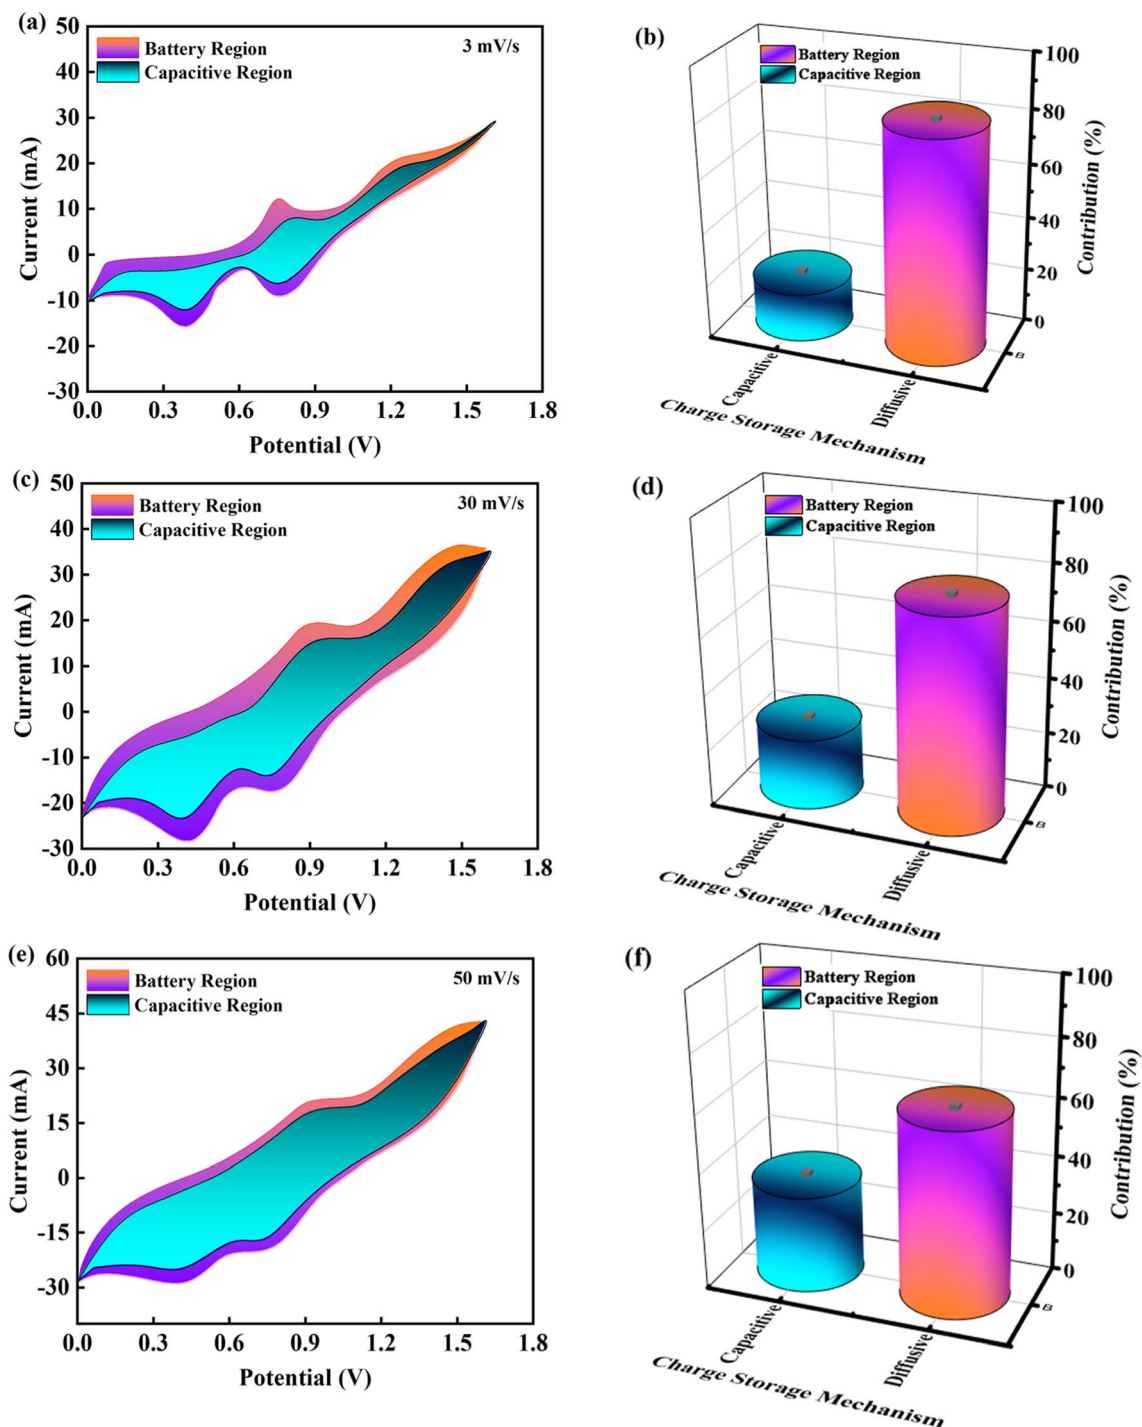 (a)
50
40
30
20
10
0
-10
-20
-30
Current (mA)
Battery Region
Capacitive Region
3 mV/s
0.0 0.3 0.6 0.9 1.2 1.5 1.8
Potential (V)
(b)
Battery Region
Capacitive Region
100
80
60
40
20
0
Contribution (%)
B
Capacitive
Diffusive
Charge Storage Mechanism
(c)
50
40
30
20
10
0
-10
-20
-30
Current (mA)
Battery Region
Capacitive Region
30 mV/s
0.0 0.3 0.6 0.9 1.2 1.5 1.8
Potential (V)
(d)
Battery Region
Capacitive Region
100
80
60
40
20
0
Contribution (%)
B
Capacitive
Diffusive
Charge Storage Mechanism
(e)
60
45
30
15
0
-15
-30
Current (mA)
Battery Region
Capacitive Region
50 mV/s
0.0 0.3 0.6 0.9 1.2 1.5 1.8
Potential (V)
(f)
Battery Region
Capacitive Region
100
80
60
40
20
0
Contribution (%)
B
Capacitive
Diffusive
Charge Storage Mechanism